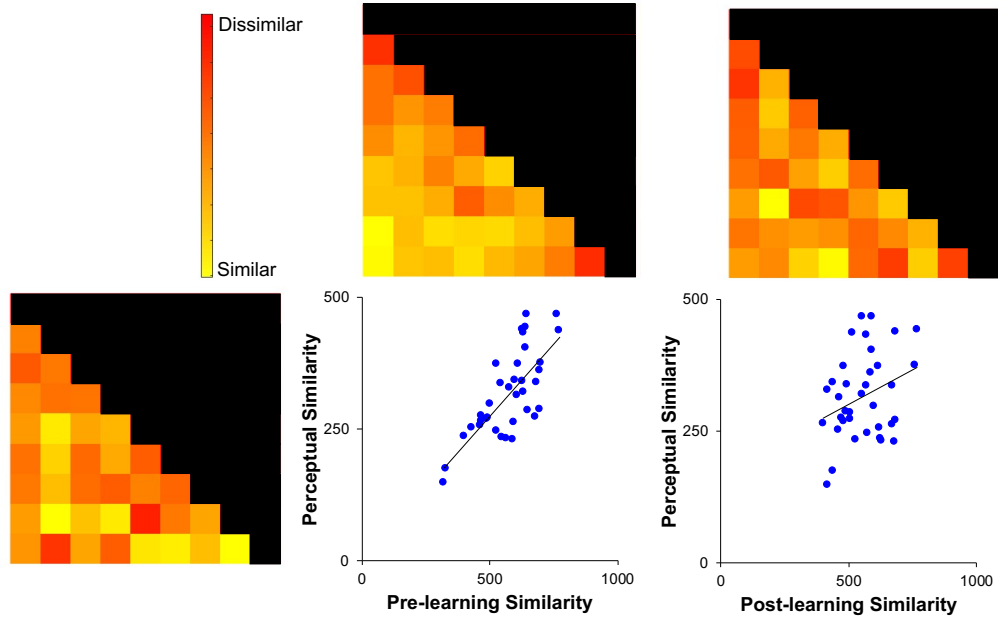 Dissimilar
Similar
500
250
0
Perceptual Similarity
0
500
1000
Pre-learning Similarity
500
250
0
Perceptual Similarity
0
500
1000
Post-learning Similarity